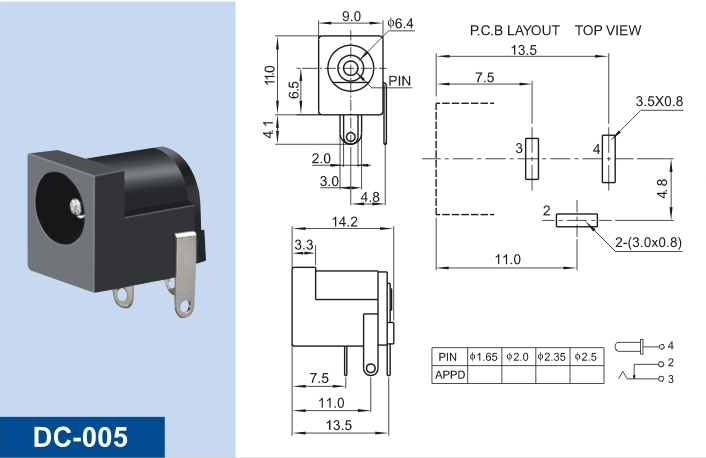 9.0
ϕ6.4
11.0
6.5
PIN
4.1
2.0
3.0
4.8
P.C.B LAYOUT TOP VIEW
13.5
7.5
3.5X0.8
3
4
4.8
2
2-(3.0x0.8)
11.0
14.2
3.3
7.5
11.0
13.5
PIN ϕ1.65 ϕ2.0 ϕ2.35 ϕ2.5
APPD
4
2
3
DC-005